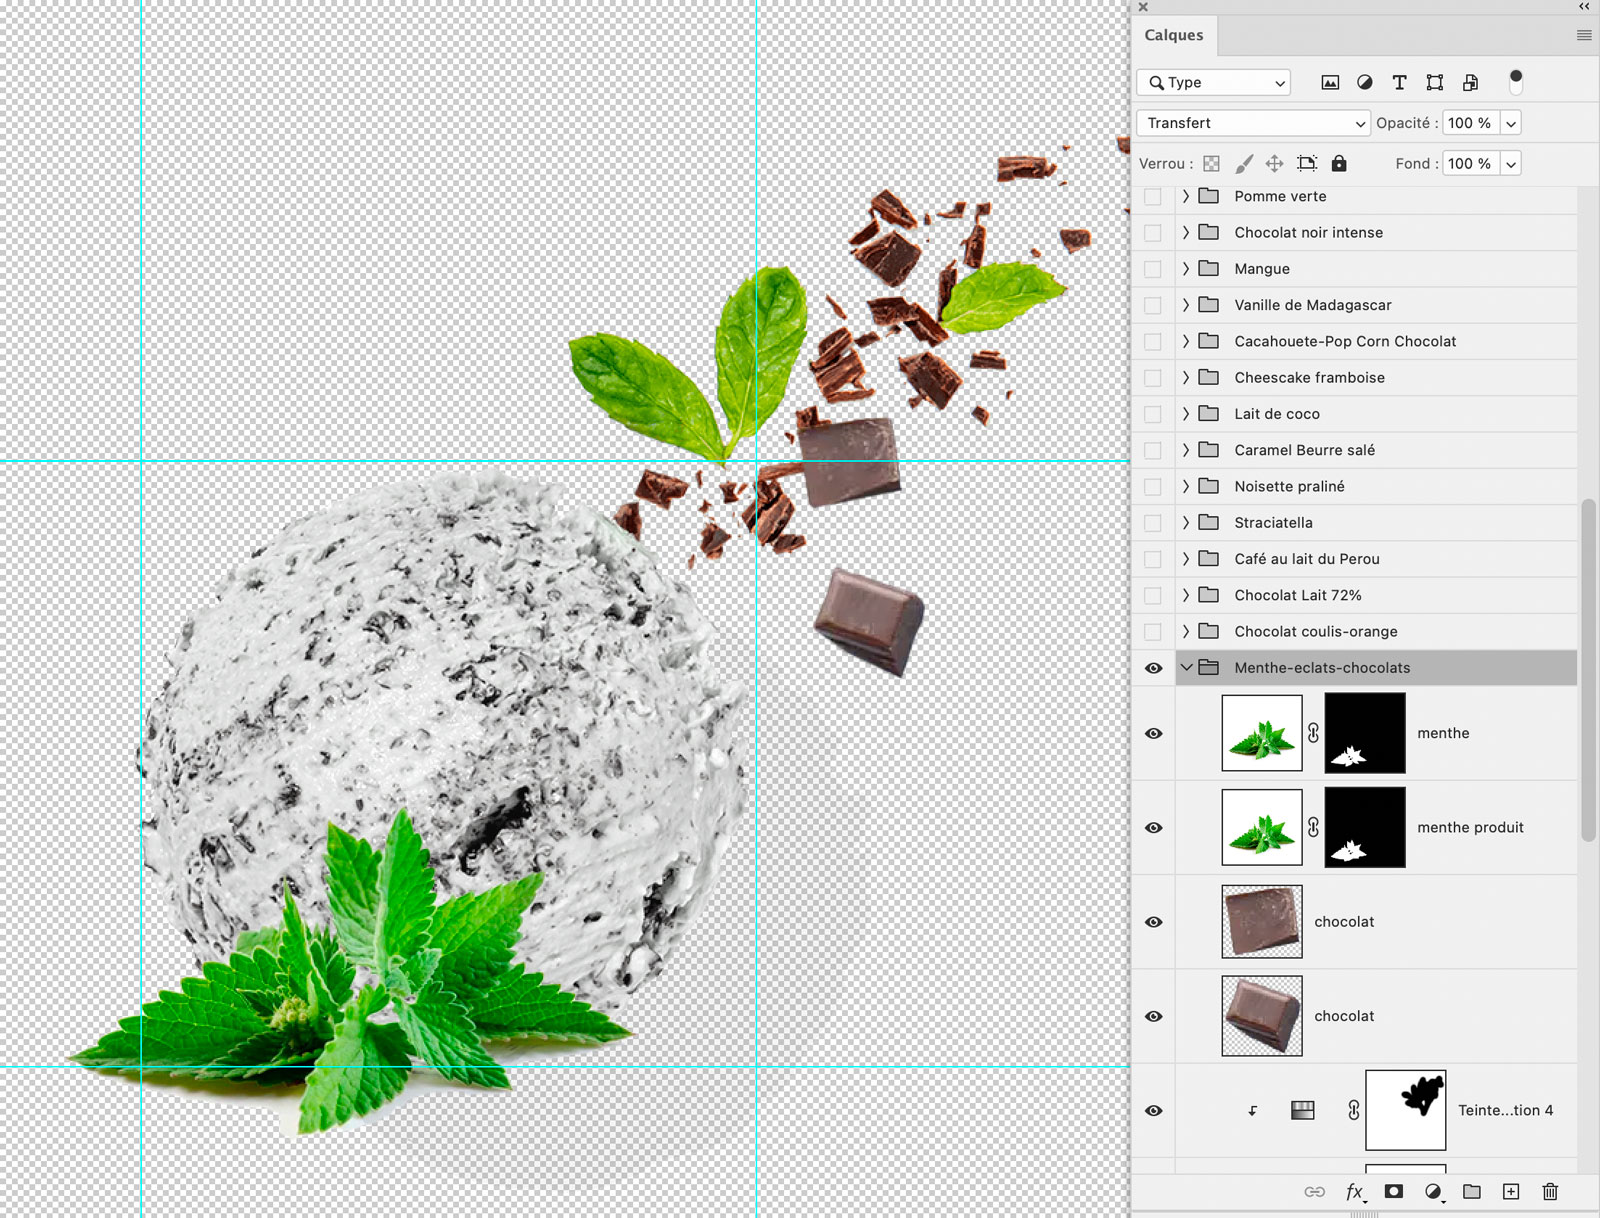 Calques
Type
Transfert
Opacité :
100 %
Verrou :
Fond :
100 %
Pomme verte
Chocolat noir intense
Mangue
Vanille de Madagascar
Cacahouete-Pop Corn Chocolat
Cheescake framboise
Lait de coco
Caramel Beurre salé
Noisette praliné
Straciatella
Café au lait du Perou
Chocolat Lait 72%
Chocolat coulis-orange
Menthe-eclats-chocolats
menthe
menthe produit
chocolat
chocolat
Teinte...tion 4
fx